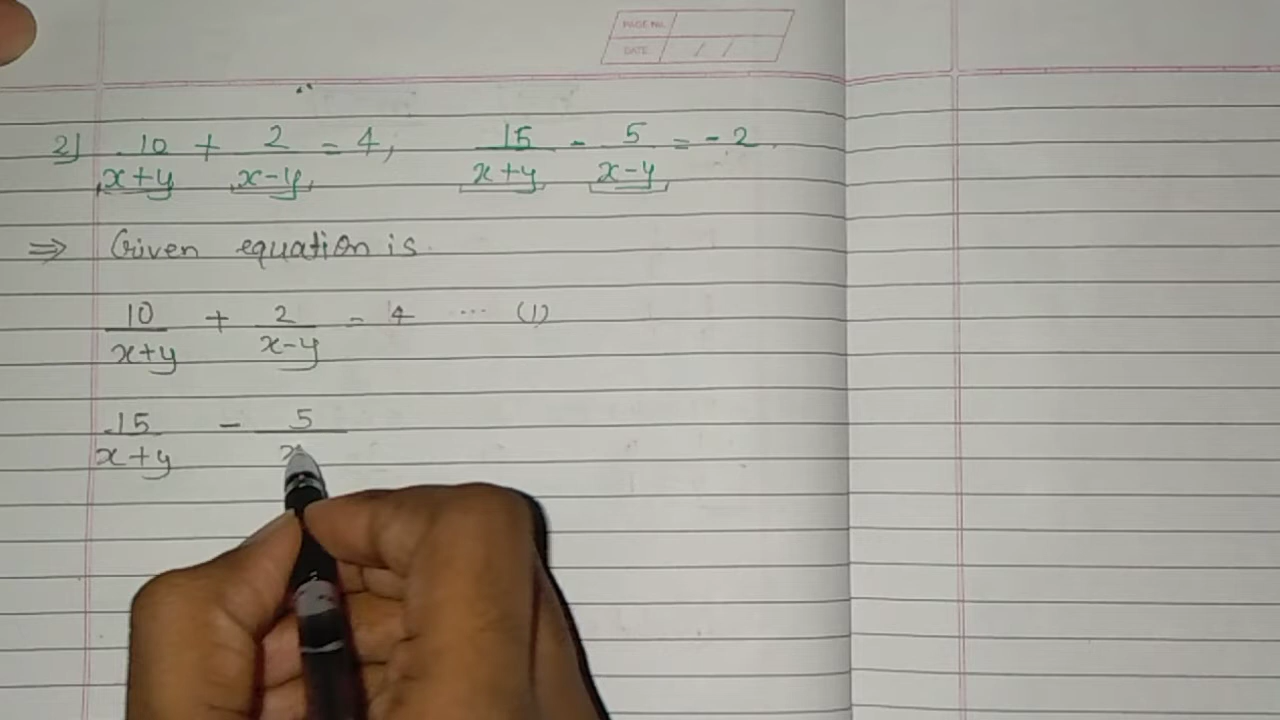 PAGE No.
DATE / /
2] 10/(x+y) + 2/(x-y) = 4, 15/(x+y) - 5/(x-y) = -2.
⇒ Given equation is.
10/(x+y) + 2/(x-y) = 4 ... (1)
15/(x+y) - 5/x